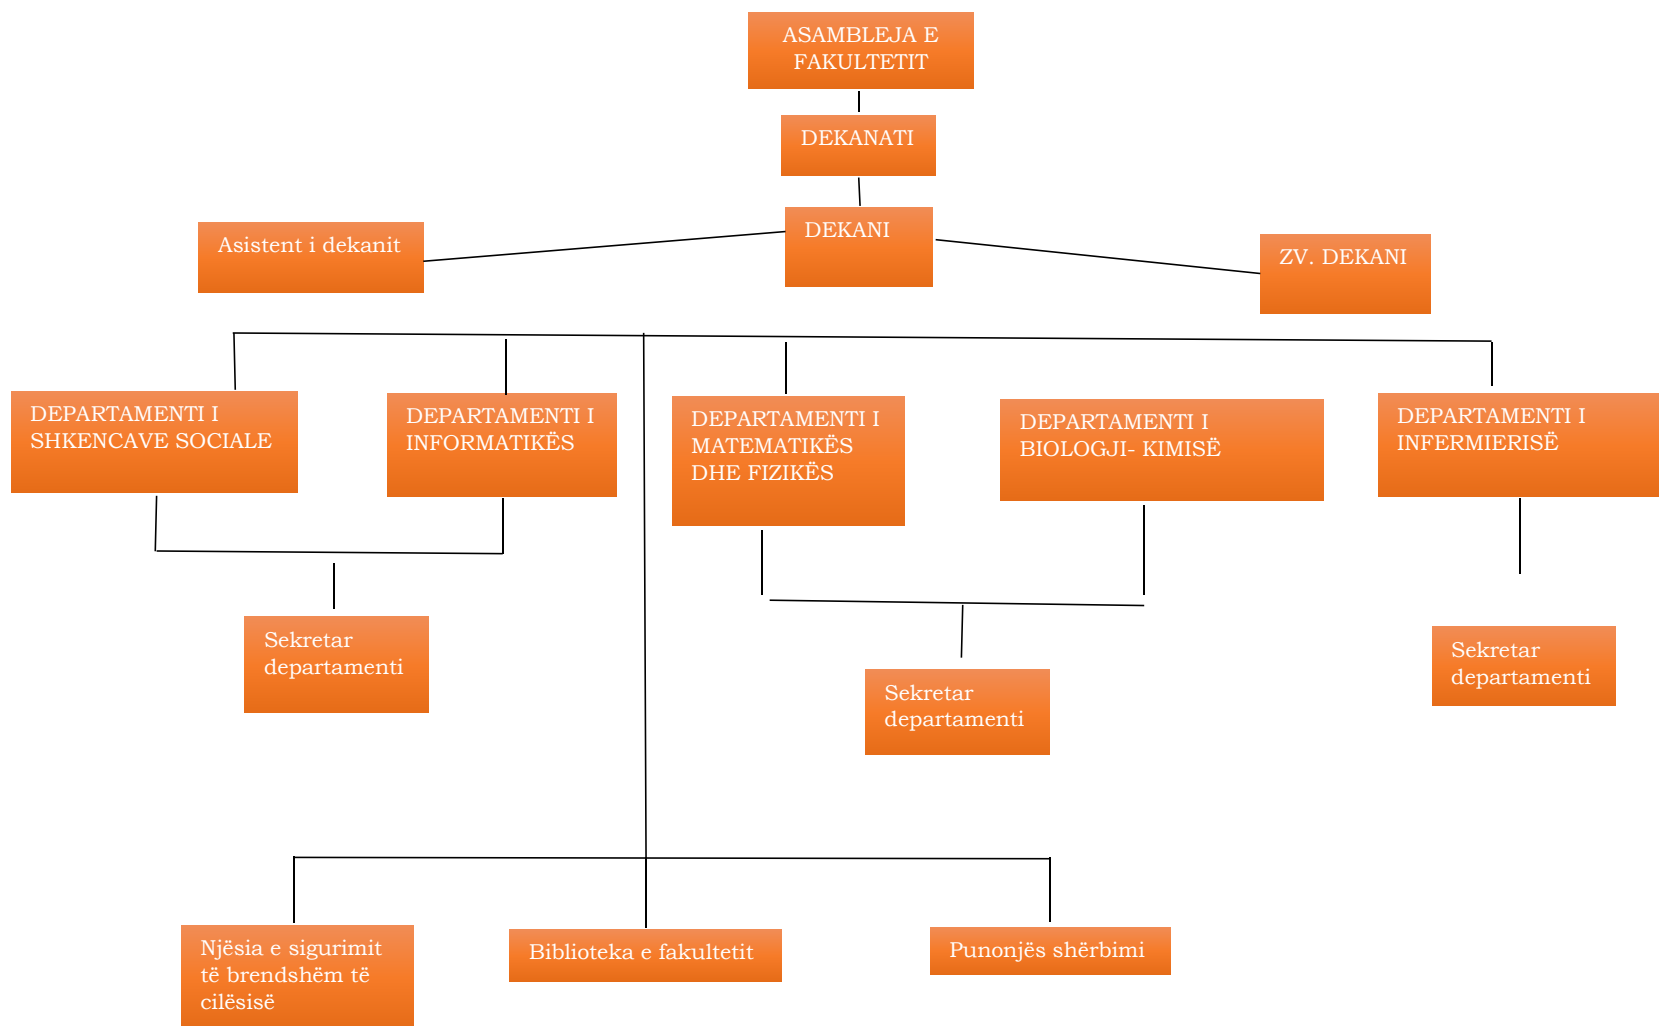 ASAMBLEJA E
FAKULTETIT
DEKANATI
DEKANI
Asistent i dekanit
ZV. DEKANI
DEPARTAMENTI I
SHKENCAVE SOCIALE
DEPARTAMENTI I
INFORMATIKËS
DEPARTAMENTI I
MATEMATIKËS
DHE FIZIKËS
DEPARTAMENTI I
BIOLOGJI- KIMISË
DEPARTAMENTI I
INFERMIERISË
Sekretar
departamenti
Sekretar
departamenti
Sekretar
departamenti
Njësia e sigurimit
të brendshëm të
cilësisë
Biblioteka e fakultetit
Punonjës shërbimi